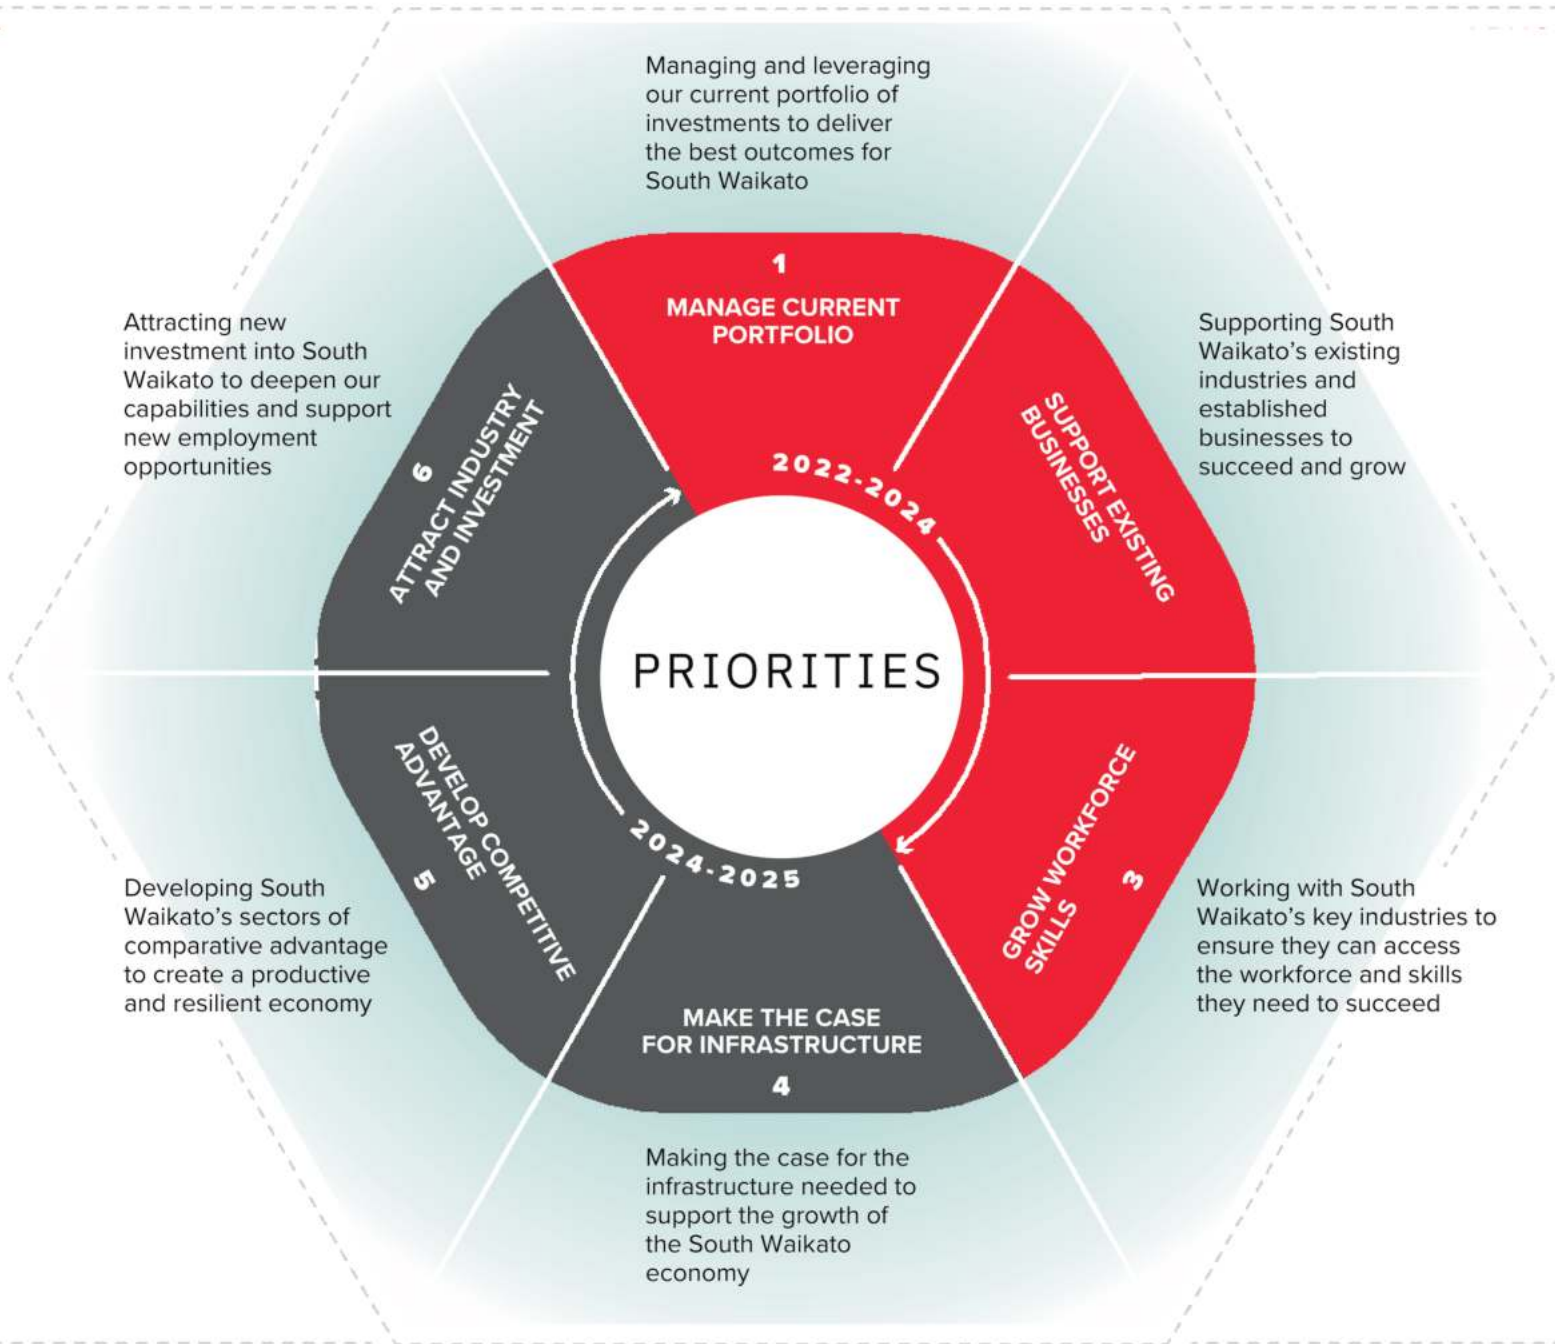 Managing and leveraging
our current portfolio of
investments to deliver
the best outcomes for
South Waikato
1
MANAGE CURRENT
PORTFOLIO
Supporting South
Waikato's existing
industries and
established
businesses to
succeed and grow
SUPPORT EXISTING
BUSINESSES
2022-2024
Working with South
Waikato's key industries to
ensure they can access
the workforce and skills
they need to succeed
3
GROW WORKFORCE
SKILLS
PRIORITIES
2024-2025
MAKE THE CASE
FOR INFRASTRUCTURE
4
Making the case for the
infrastructure needed to
support the growth of
the South Waikato
economy
DEVELOP COMPETITIVE
ADVANTAGE
5
Developing South
Waikato's sectors of
comparative advantage
to create a productive
and resilient economy
6
ATTRACT INDUSTRY
AND INVESTMENT
Attracting new
investment into South
Waikato to deepen our
capabilities and support
new employment
opportunities